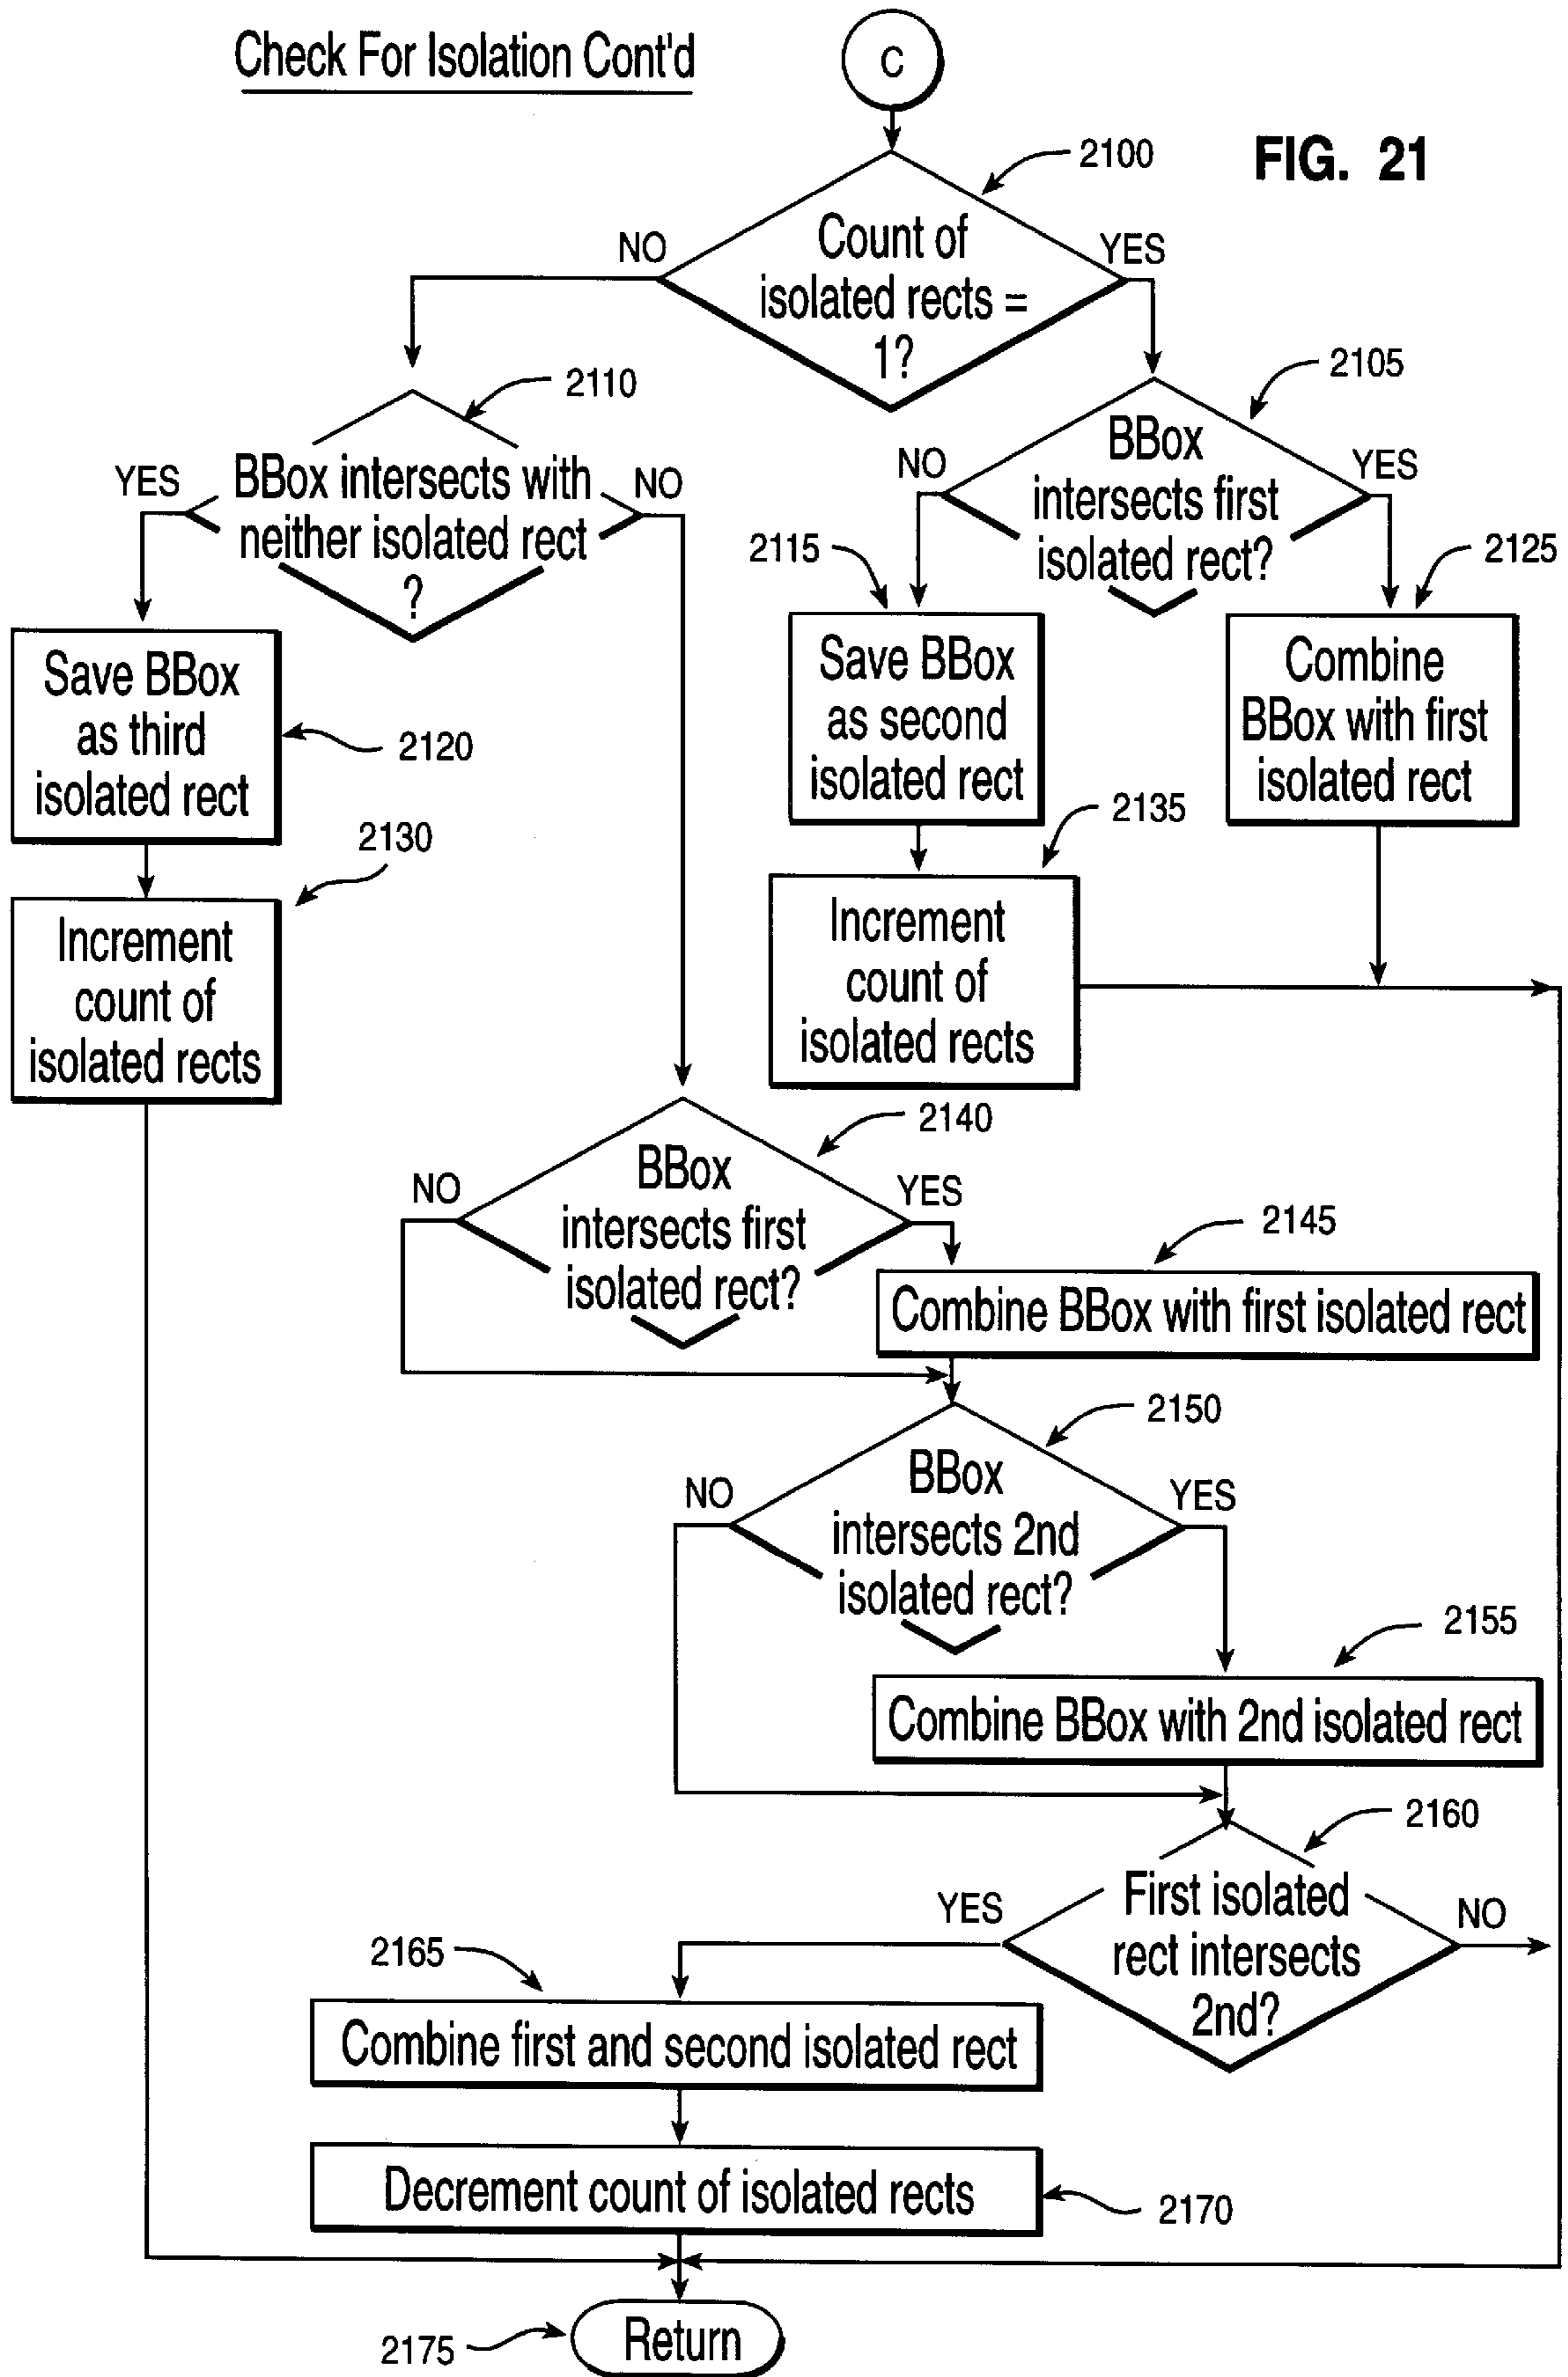 Check For Isolation Cont'd
C
FIG. 21
2100
Count of
isolated rects =
1?
NO
YES
2110
BBox intersects with
neither isolated rect
?
YES
NO
2105
BBox
intersects first
isolated rect?
NO
YES
2115
Save BBox
as second
isolated rect
2125
Combine
BBox with first
isolated rect
Save BBox
as third
isolated rect
2120
2130
Increment
count of
isolated rects
2135
Increment
count of
isolated rects
2140
BBox
intersects first
isolated rect?
NO
YES
2145
Combine BBox with first isolated rect
2150
BBox
intersects 2nd
isolated rect?
NO
YES
2155
Combine BBox with 2nd isolated rect
2160
First isolated
rect intersects
2nd?
YES
NO
2165
Combine first and second isolated rect
Decrement count of isolated rects
2170
2175
Return